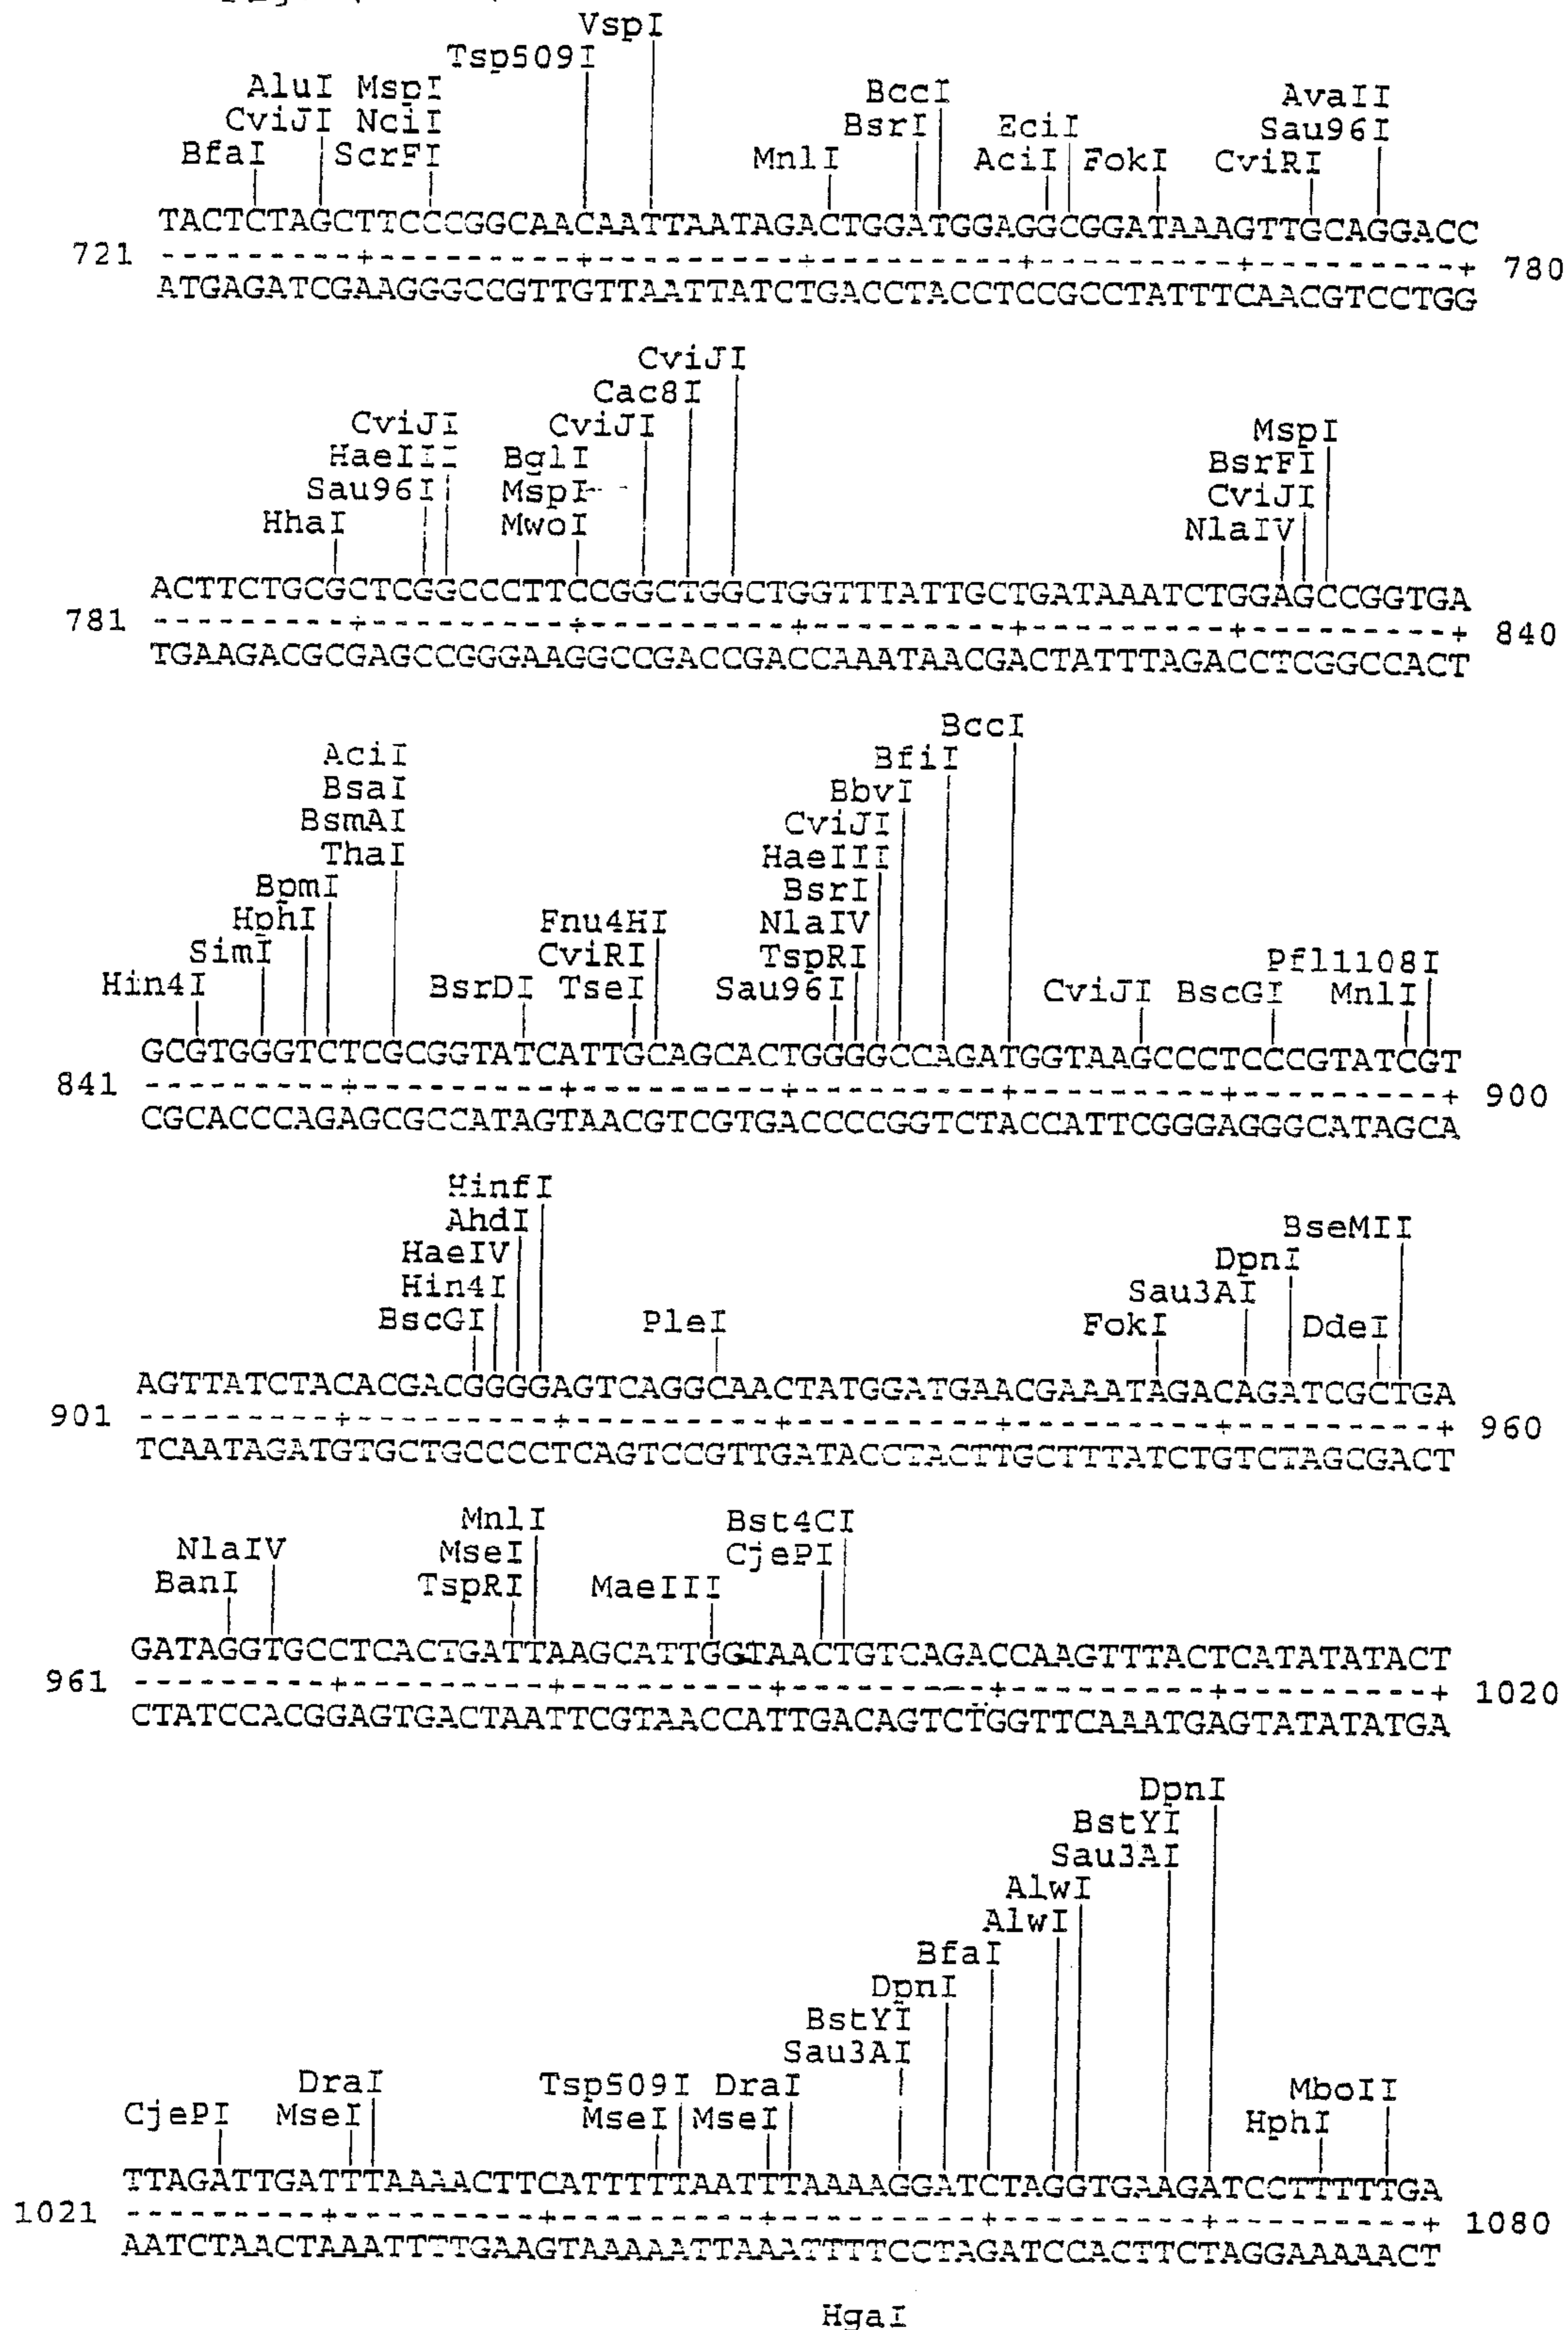 VspI
Tsp509I
AluI MspI BccI AvaII
CviJI NciI BsrI EciI Sau96I
BfaI ScrFI MnlI AciI FokI CviRI
TACTCTAGCTTCCCGGCAACAATTAATAGACTGGATGGAGGCGGATAAAGTTGCAGGACC
721 ---------+---------+---------+---------+---------+---------+ 780
ATGAGATCGAAGGGCCGTTGTTAATTATCTGACCTACCTCCGCCTATTTCAACGTCCTGG
CviJI
Cac8I
CviJI CviJI MspI
HaeIII BglI BsrFI
Sau96I MspI CviJI
HhaI MwoI NlaIV
ACTTCTGCGCTCGGCCCTTCCGGCTGGCTGGTTTATTGCTGATAAATCTGGAGCCGGTGA
781 ---------+---------+---------+---------+---------+---------+ 840
TGAAGACGCGAGCCGGGAAGGCCGACCGACCAAATAACGACTATTTAGACCTCGGCCACT
BccI
AciI BfiI
BsaI BbvI
BsmAI CviJI
ThaI HaeIII
BpmI BsrI
HphI Fnu4HI NlaIV
SimI CviRI TspRI Pfl1108I
Hin4I BsrDI TseI Sau96I CviJI BscGI MnlI
GCGTGGGTCTCGCGGTATCATTGCAGCACTGGGGCCAGATGGTAAGCCCTCCCGTATCGT
841 ---------+---------+---------+---------+---------+---------+ 900
CGCACCCAGAGCGCCATAGTAACGTCGTGACCCCGGTCTACCATTCGGGAGGGCATAGCA
HinfI
AhdI BseMII
HaeIV DpnI
Hin4I Sau3AI
BscGI PleI FokI DdeI
AGTTATCTACACGACGGGGAGTCAGGCAACTATGGATGAACGAAATAGACAGATCGCTGA
901 ---------+---------+---------+---------+---------+---------+ 960
TCAATAGATGTGCTGCCCCTCAGTCCGTTGATACCTACTTGCTTTATCTGTCTAGCGACT
MnlI Bst4CI
NlaIV MseI CjePI
BanI TspRI MaeIII
GATAGGTGCCTCACTGATTAAGCATTGGTAACTGTCAGACCAAGTTTACTCATATATACT
961 ---------+---------+---------+---------+---------+---------+ 1020
CTATCCACGGAGTGACTAATTCGTAACCATTGACAGTCTGGTTCAAATGAGTATATATGA
DpnI
BstYI
Sau3AI
AlwI
AlwI
BfaI
DpnI
BstYI
Sau3AI
DraI Tsp509I DraI MboII
CjePI MseI MseI MseI HphI
TTAGATTGATTTAAAACTTCATTTTTAATTTAAAAGGATCTAGGTGAAGATCCTTTTTGA
1021 ---------+---------+---------+---------+---------+---------+ 1080
AATCTAACTAAATTTTGAAGTAAAAATTAAATTTTCCTAGATCCACTTCTAGGAAAAACT
HgaI